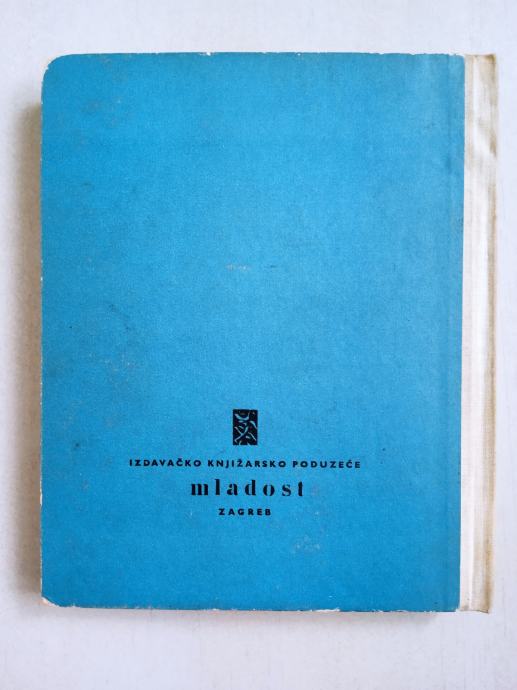 IZDAVAČKO KNJIŽARSKO PODUZEĆE
mladost
ZAGREB